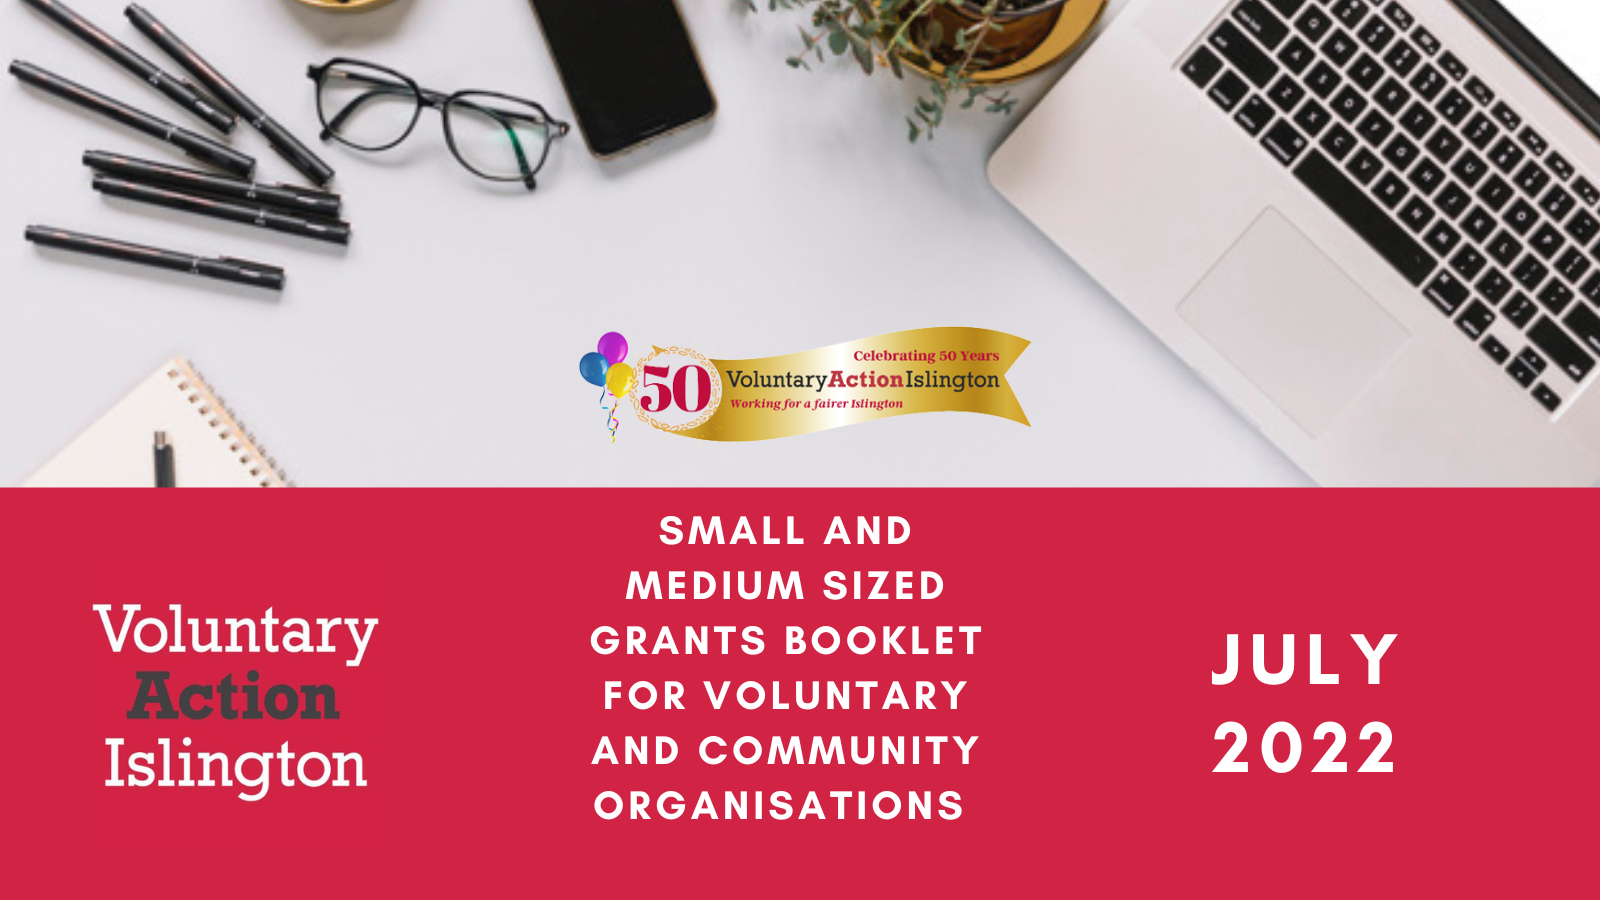 Celebrating 50 Years
50
VoluntaryActionIslington
Working for a fairer Islington
SMALL AND
MEDIUM SIZED
GRANTS BOOKLET
FOR VOLUNTARY
AND COMMUNITY
ORGANISATIONS
Voluntary
Action
Islington
JULY
2022